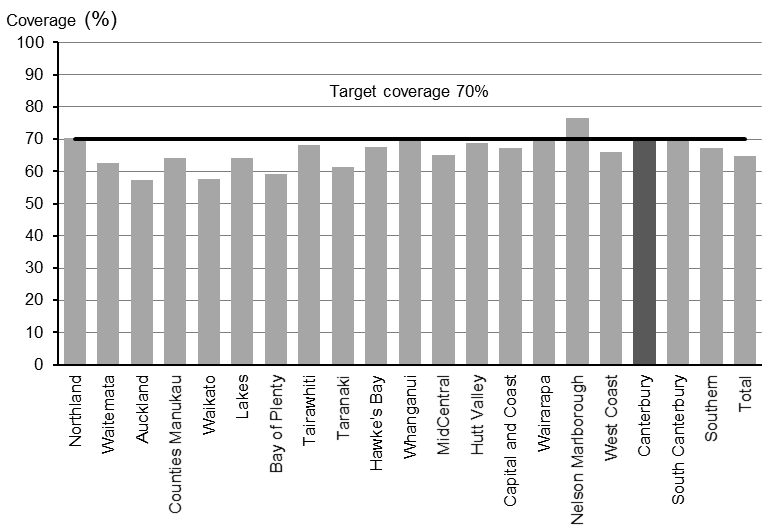 Coverage (%)
100
90
80
70
60
50
40
30
20
10
0
Target coverage 70%
Northland
Waitemata
Auckland
Counties Manukau
Waikato
Lakes
Bay of Plenty
Tairawhiti
Taranaki
Hawke's Bay
Whanganui
MidCentral
Hutt Valley
Capital and Coast
Wairarapa
Nelson Marlborough
West Coast
Canterbury
South Canterbury
Southern
Total